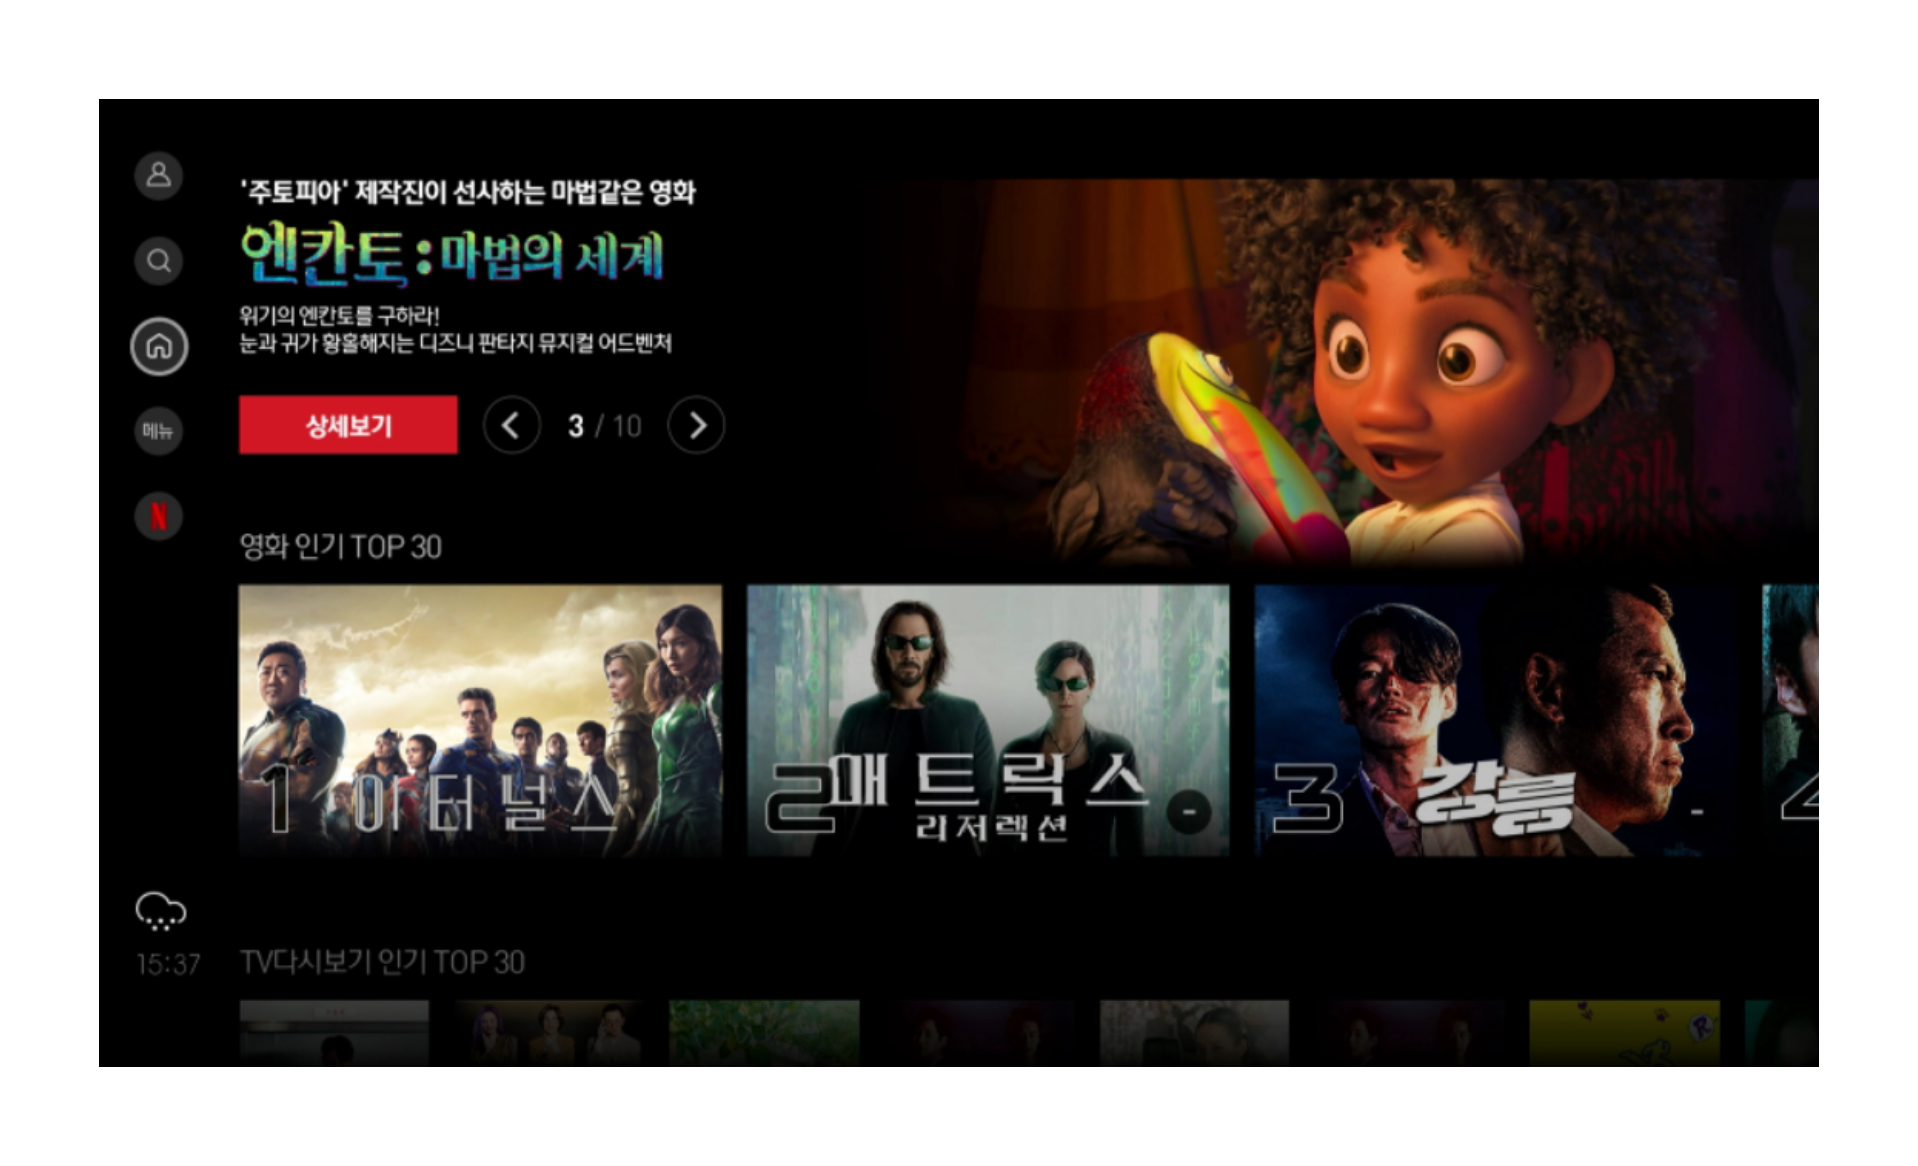 '주토피아' 제작진이 선사하는 마법같은 영화
엔칸토 : 마법의 세계
위기의 엔칸토를 구하라!
눈과 귀가 황홀해지는 디즈니 판타지 뮤지컬 어드벤처
상세보기
3 / 10
메뉴
N
영화 인기 TOP 30
1 이터널스
2 매트릭스
리저렉션
3 강릉
4
15:37
TV다시보기 인기 TOP 30
R